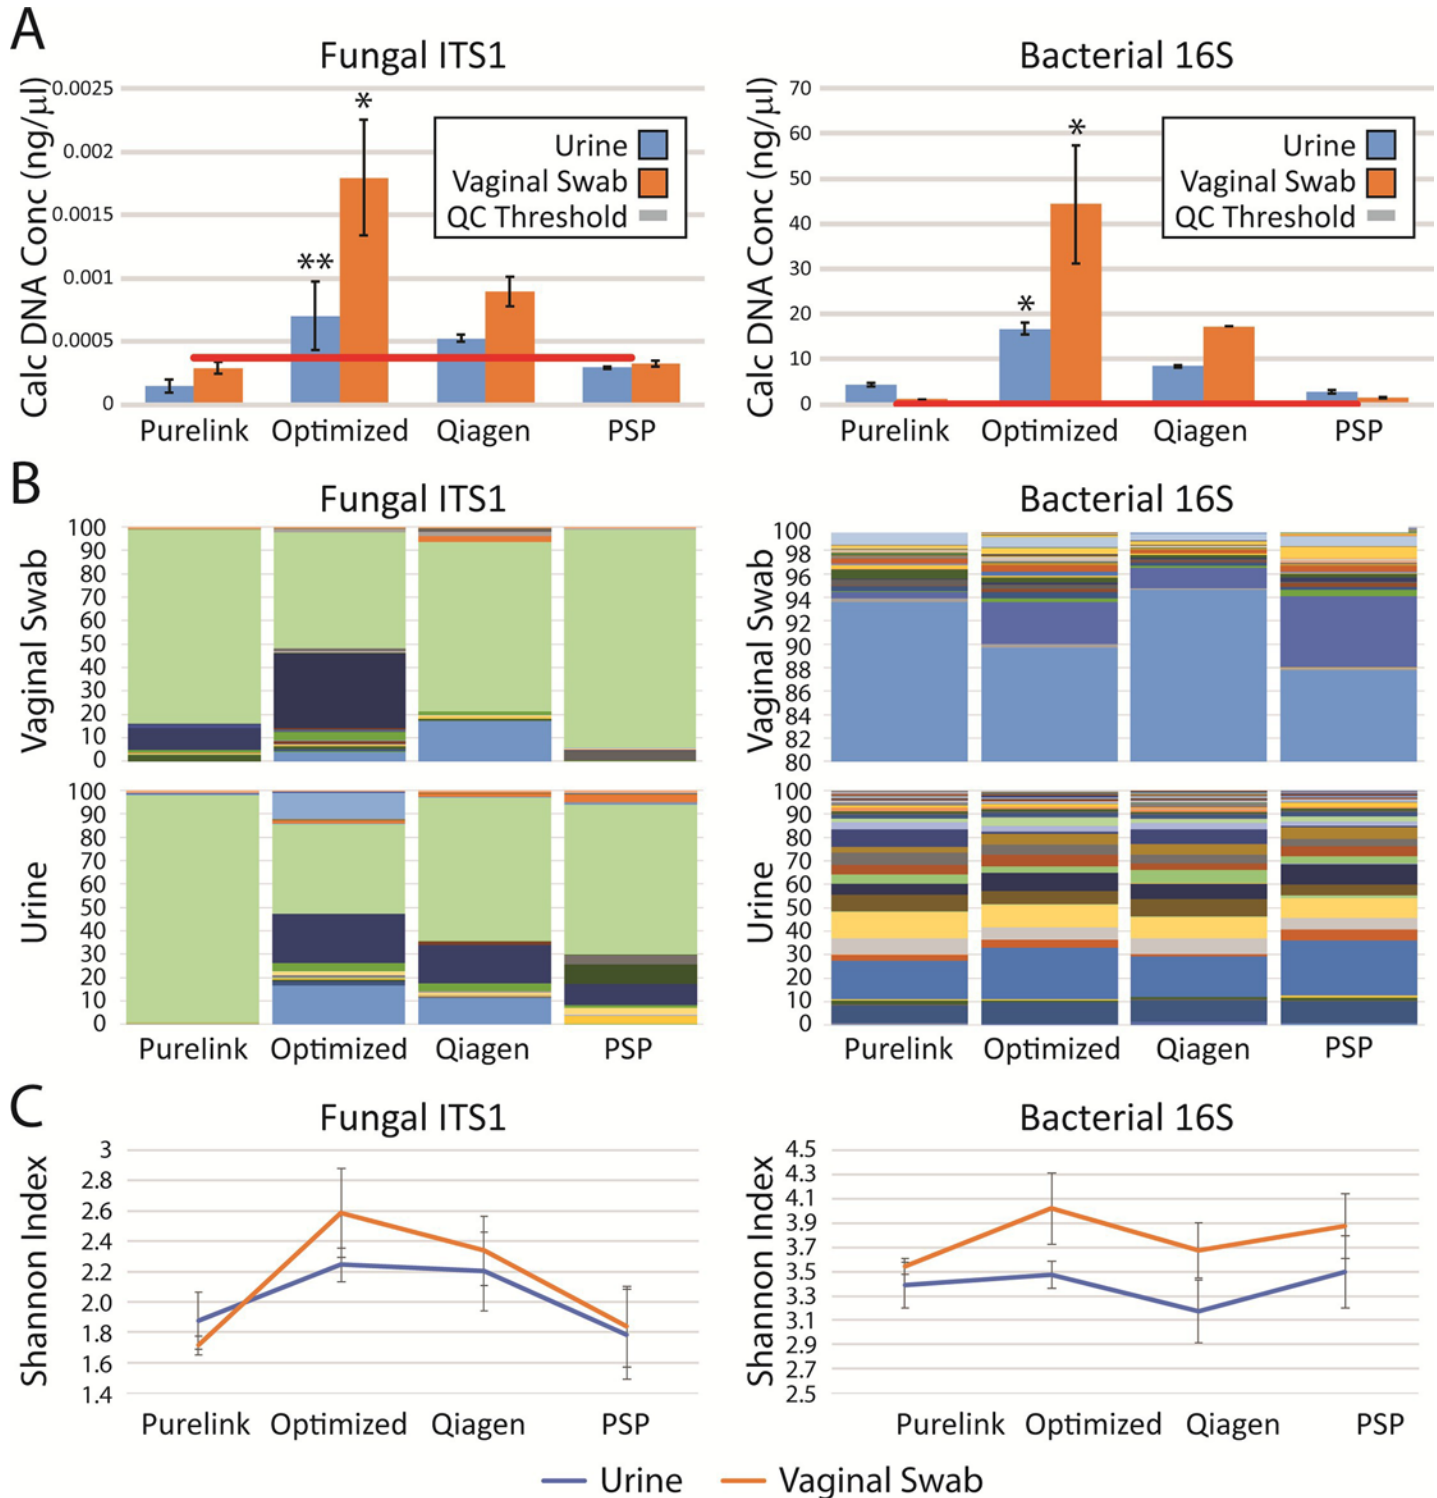 A
Fungal ITS1
Bacterial 16S
Calc DNA Conc (ng/µl)
0.0025
0.002
0.0015
0.001
0.0005
0
*
**
Urine
Vaginal Swab
QC Threshold
Purelink Optimized Qiagen PSP
Calc DNA Conc (ng/µl)
70
60
50
40
30
20
10
0
*
*
Urine
Vaginal Swab
QC Threshold
Purelink Optimized Qiagen PSP
B
Fungal ITS1
Bacterial 16S
Vaginal Swab
100
90
80
70
60
50
40
30
20
10
0
Urine
100
90
80
70
60
50
40
30
20
10
0
Purelink Optimized Qiagen PSP
Vaginal Swab
100
98
96
94
92
90
88
86
84
82
80
Urine
100
90
80
70
60
50
40
30
20
10
0
Purelink Optimized Qiagen PSP
C
Fungal ITS1
Bacterial 16S
Shannon Index
3
2.8
2.6
2.4
2.2
2.0
1.8
1.6
1.4
Purelink Optimized Qiagen PSP
Shannon Index
4.5
4.3
4.1
3.9
3.7
3.5
3.3
3.1
2.9
2.7
2.5
Purelink Optimized Qiagen PSP
Urine Vaginal Swab